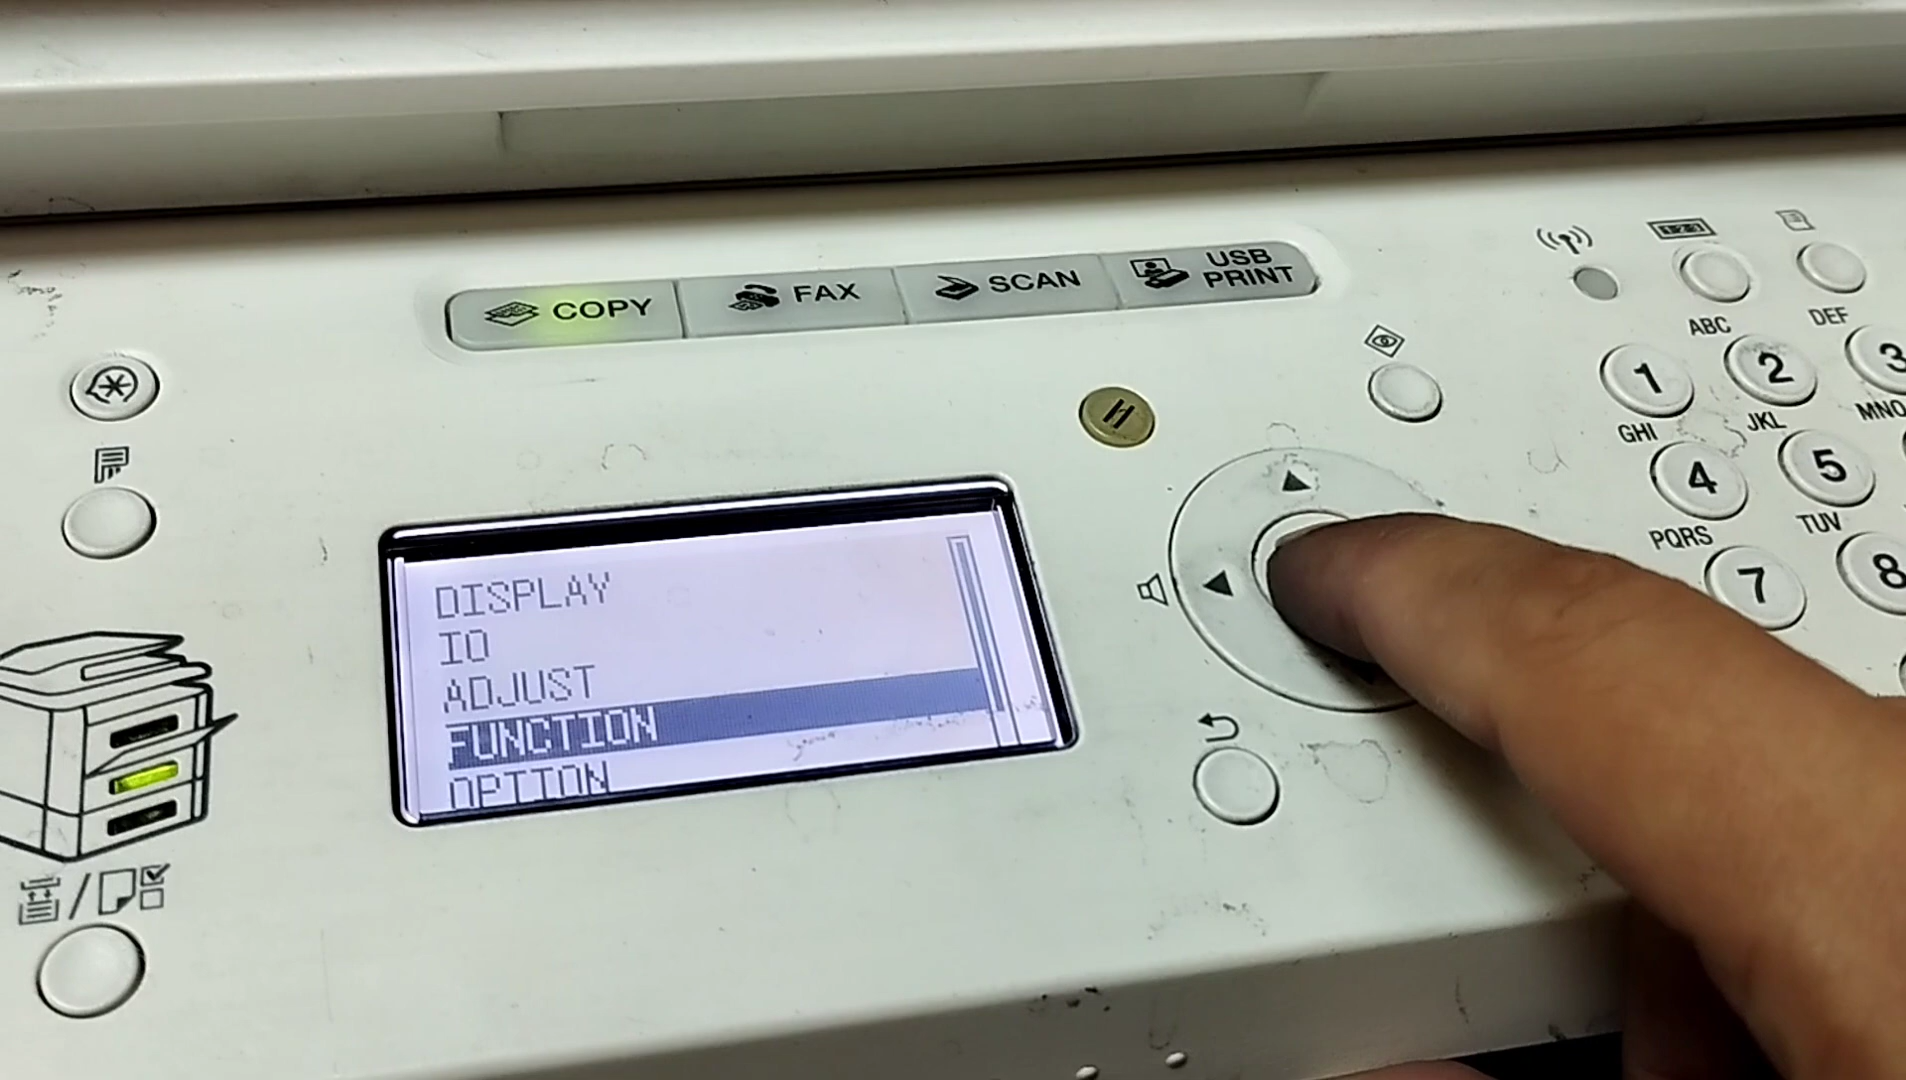 COPY
FAX
SCAN
USB
PRINT
DISPLAY
IO
ADJUST
FUNCTION
OPTION
ABC
DEF
1
2
3
GHI
JKL
MNO
4
5
PQRS
TUV
7
8